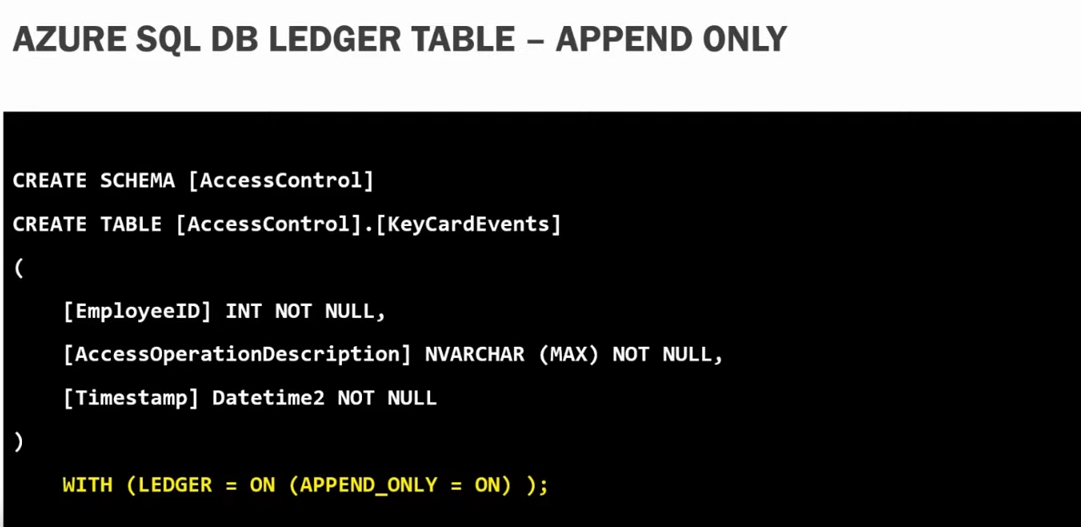 AZURE SQL DB LEDGER TABLE – APPEND ONLY
CREATE SCHEMA [AccessControl]
CREATE TABLE [AccessControl].[KeyCardEvents]
(
[EmployeeID] INT NOT NULL,
[AccessOperationDescription] NVARCHAR (MAX) NOT NULL,
[Timestamp] Datetime2 NOT NULL
)
WITH (LEDGER = ON (APPEND_ONLY = ON) );